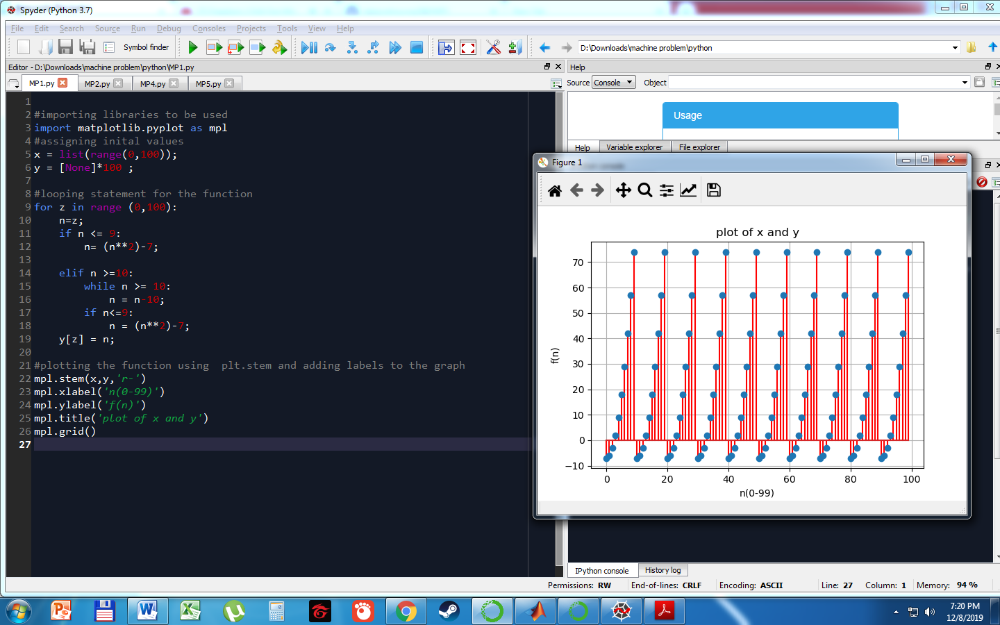 Spyder (Python 3.7)
File Edit Search Source Run Debug Consoles Projects Tools View Help
Symbol finder
D:\Downloads\machine problem\python
Editor - D:\Downloads\machine problem\python\MP1.py
Help
MP1.py MP2.py MP4.py MP5.py
Source Console Object
Usage
Help Variable explorer File explorer
1
2 #importing libraries to be used
3 import matplotlib.pyplot as mpl
4 #assigning inital values
5 x = list(range(0,100));
6 y = [None]*100 ;
7
8 #looping statement for the function
9 for z in range (0,100):
10     n=z;
11     if n <= 9:
12         n= (n**2)-7;
13
14     elif n >=10:
15         while n >= 10:
16             n = n-10;
17         if n<=9:
18             n = (n**2)-7;
19     y[z] = n;
20
21 #plotting the function using  plt.stem and adding labels to the graph
22 mpl.stem(x,y,'r-')
23 mpl.xlabel('n(0-99)')
24 mpl.ylabel('f(n)')
25 mpl.title('plot of x and y')
26 mpl.grid()
27
Figure 1
plot of x and y
f(n)
70
60
50
40
30
20
10
0
−10
0 20 40 60 80 100
n(0-99)
IPython console History log
Permissions: RW End-of-lines: CRLF Encoding: ASCII Line: 27 Column: 1 Memory: 94 %
7:20 PM
12/8/2019